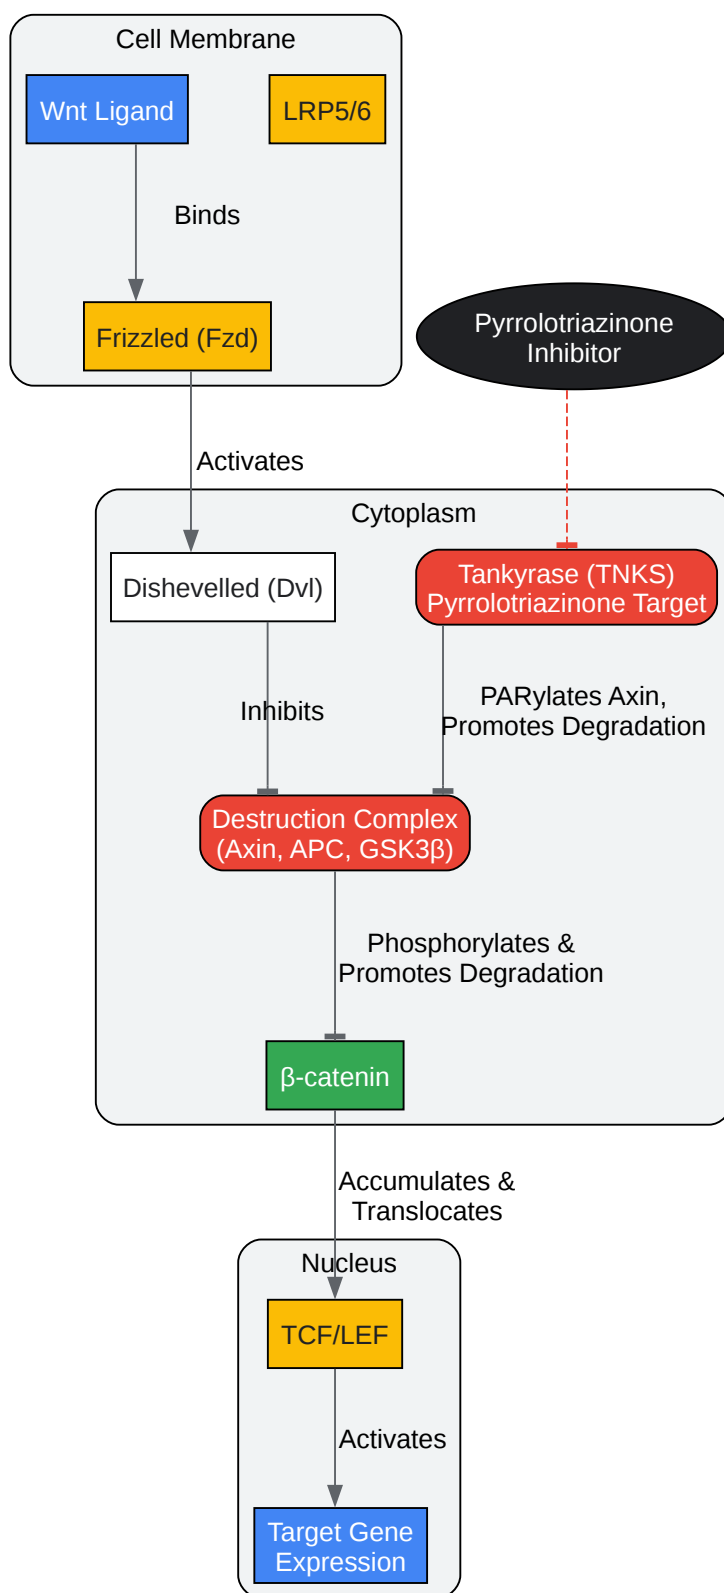 Cell Membrane
Wnt Ligand
LRP5/6
Binds
Frizzled (Fzd)
Pyrrolotriazinone
Inhibitor
Activates
Cytoplasm
Dishevelled (Dvl)
Tankyrase (TNKS)
Pyrrolotriazinone Target
Inhibits
PARylates Axin,
Promotes Degradation
Destruction Complex
(Axin, APC, GSK3β)
Phosphorylates &
Promotes Degradation
β-catenin
Accumulates &
Translocates
Nucleus
TCF/LEF
Activates
Target Gene
Expression